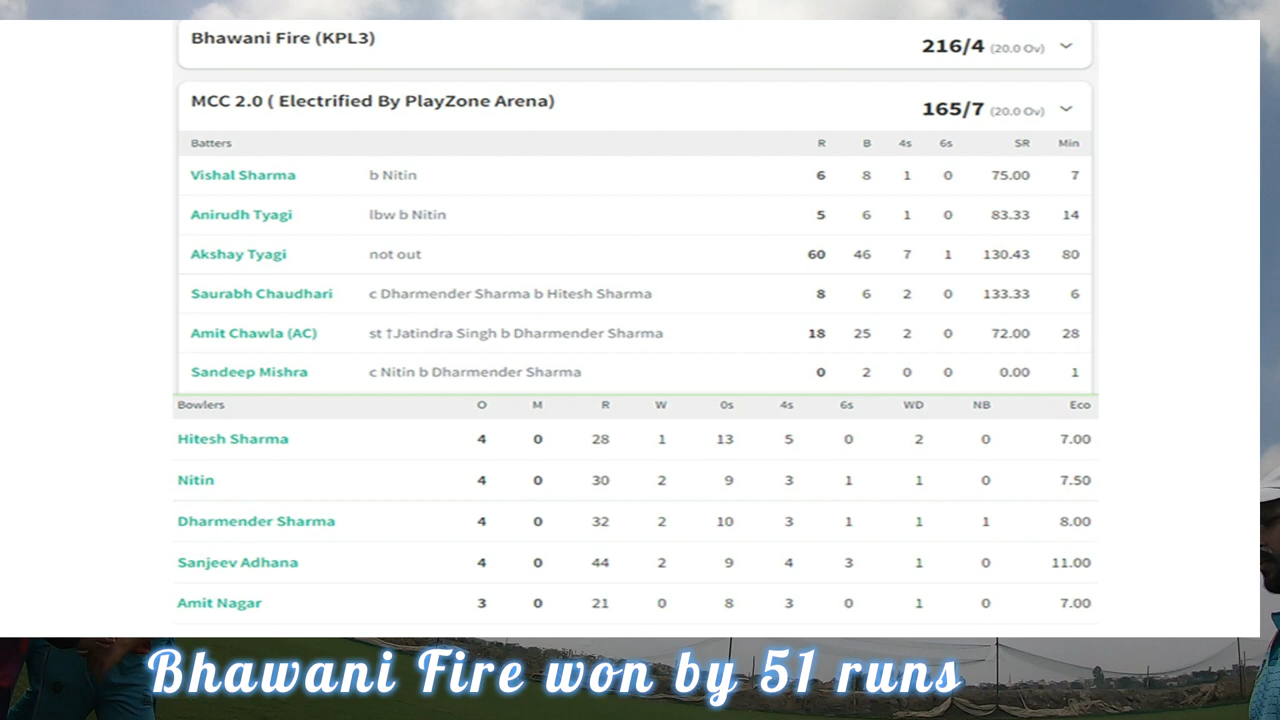 Bhawani Fire (KPL3) 216/4 (20.0 Ov)
MCC 2.0 ( Electrified By PlayZone Arena) 165/7 (20.0 Ov)
Batters R B 4s 6s SR Min
Vishal Sharma b Nitin 6 8 1 0 75.00 7
Anirudh Tyagi lbw b Nitin 5 6 1 0 83.33 14
Akshay Tyagi not out 60 46 7 1 130.43 80
Saurabh Chaudhari c Dharmender Sharma b Hitesh Sharma 8 6 2 0 133.33 6
Amit Chawla (AC) st †Jatindra Singh b Dharmender Sharma 18 25 2 0 72.00 28
Sandeep Mishra c Nitin b Dharmender Sharma 0 2 0 0 0.00 1
Bowlers O M R W 0s 4s 6s WD NB Eco
Hitesh Sharma 4 0 28 1 13 5 0 2 0 7.00
Nitin 4 0 30 2 9 3 1 1 0 7.50
Dharmender Sharma 4 0 32 2 10 3 1 1 1 8.00
Sanjeev Adhana 4 0 44 2 9 4 3 1 0 11.00
Amit Nagar 3 0 21 0 8 3 0 1 0 7.00
Bhawani Fire won by 51 runs